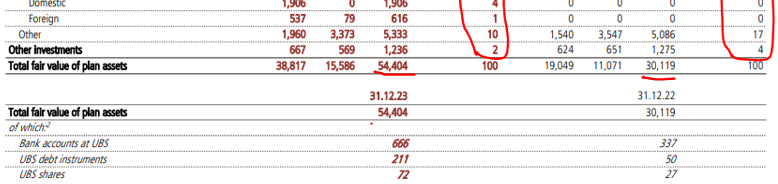 Domestic 1,906 0 1,906 4 0 0 0 0
Foreign 537 79 616 1 0 0 0 0
Other 1,960 3,373 5,333 10 1,540 3,547 5,086 17
Other investments 667 569 1,236 2 624 651 1,275 4
Total fair value of plan assets 38,817 15,586 54,404 100 19,049 11,071 30,119 100
31.12.23 31.12.22
Total fair value of plan assets 54,404 30,119
of which:2
Bank accounts at UBS 666 337
UBS debt instruments 211 50
UBS shares 72 27